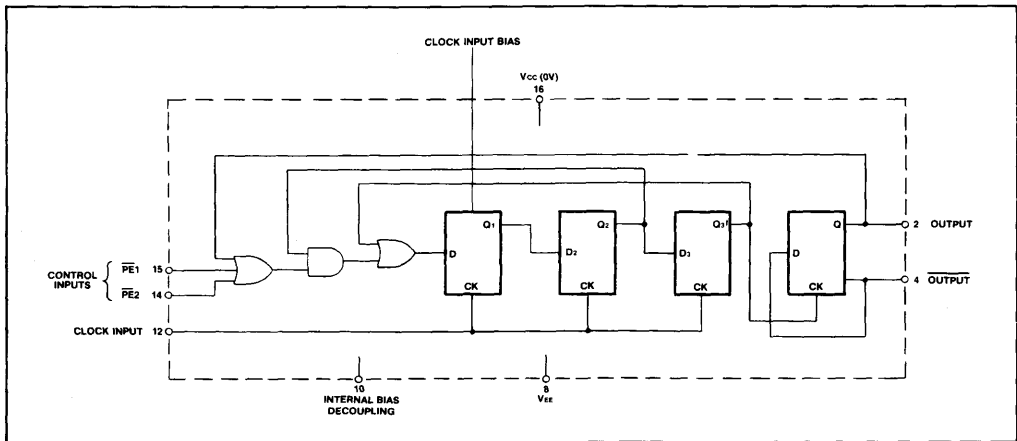 CLOCK INPUT BIAS
VCC (0V)
16
Q1
Q2
Q3
Q
2 OUTPUT
D
D2
D3
D
CONTROL INPUTS
PE1 15
PE2 14
4 OUTPUT
CK
CK
CK
CK
CLOCK INPUT 12
10
INTERNAL BIAS
DECOUPLING
8
VEE